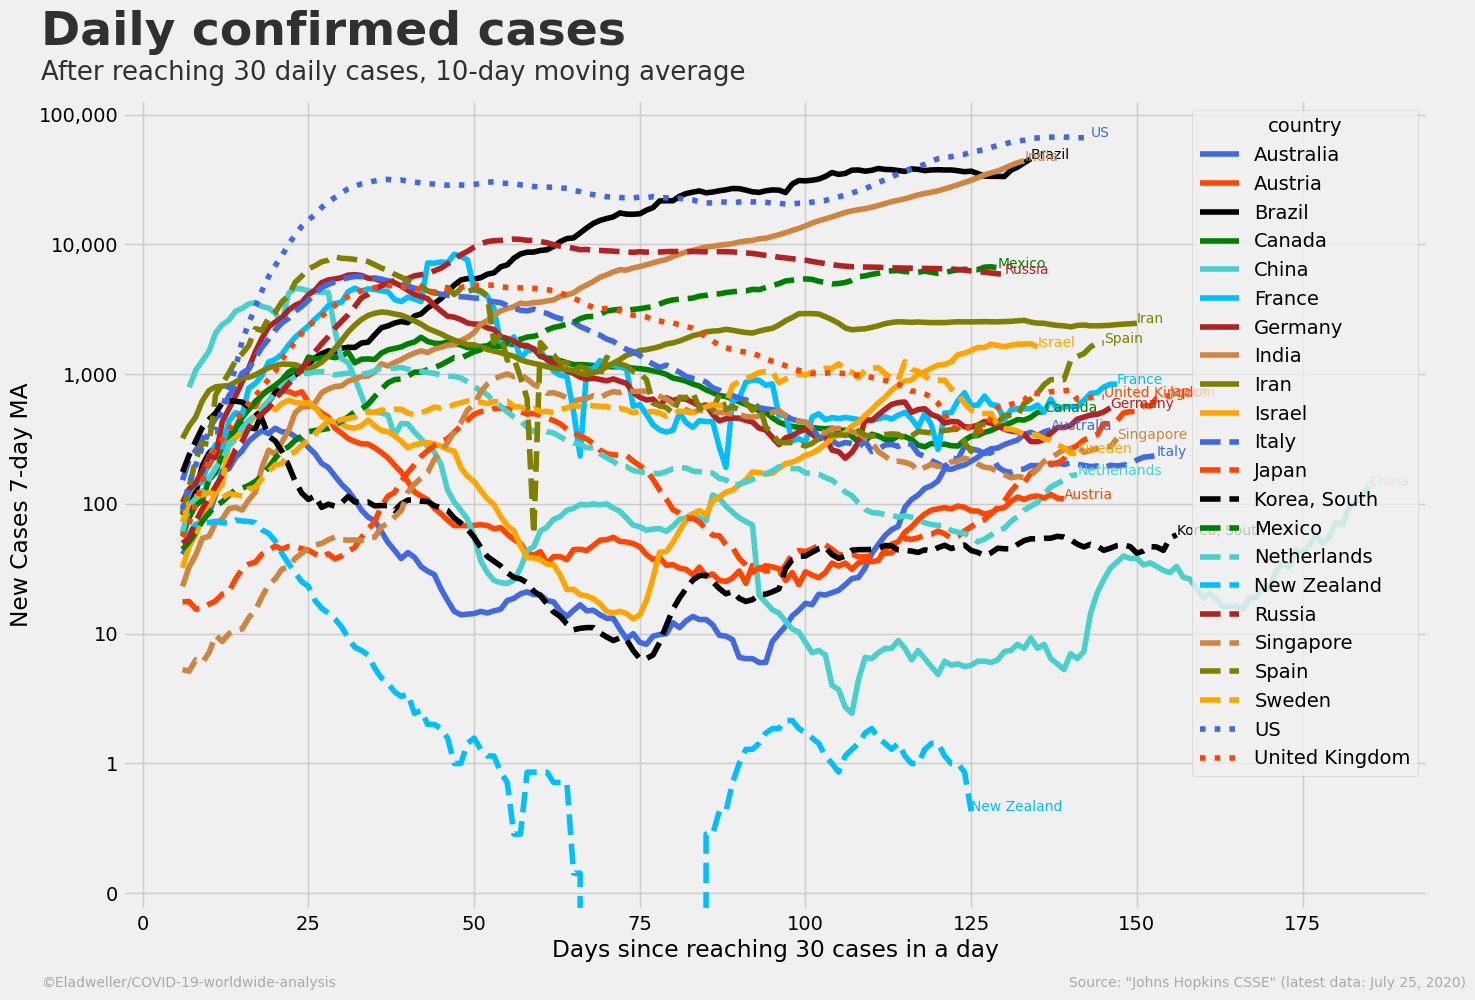 Daily confirmed cases
After reaching 30 daily cases, 10-day moving average
100,000
10,000
1,000
100
10
1
0
New Cases 7-day MA
0
25
50
75
100
125
150
175
Days since reaching 30 cases in a day
US
Brazil
India
Mexico
Russia
Iran
Spain
Israel
France
United Kingdom
Japan
Germany
Canada
Australia
Singapore
Sweden
Italy
Netherlands
China
Austria
Korea, South
New Zealand
country
Australia
Austria
Brazil
Canada
China
France
Germany
India
Iran
Israel
Italy
Japan
Korea, South
Mexico
Netherlands
New Zealand
Russia
Singapore
Spain
Sweden
US
United Kingdom
©Eladweller/COVID-19-worldwide-analysis
Source: "Johns Hopkins CSSE" (latest data: July 25, 2020)